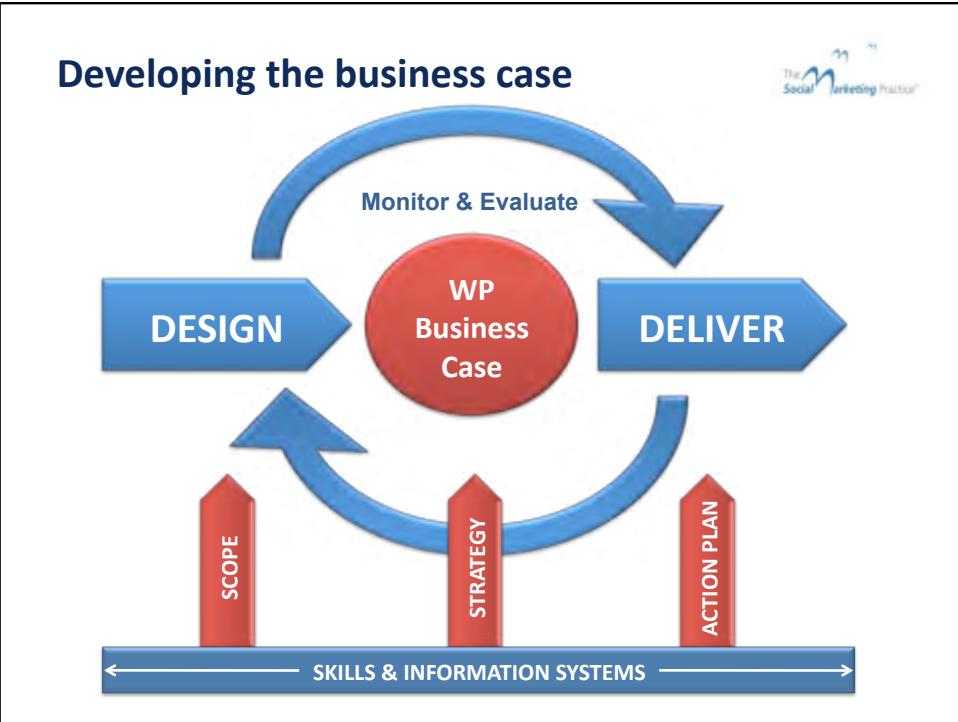 Developing the business case
The
Social Marketing Practice
Monitor & Evaluate
DESIGN
WP
Business
Case
DELIVER
SCOPE
STRATEGY
ACTION PLAN
SKILLS & INFORMATION SYSTEMS